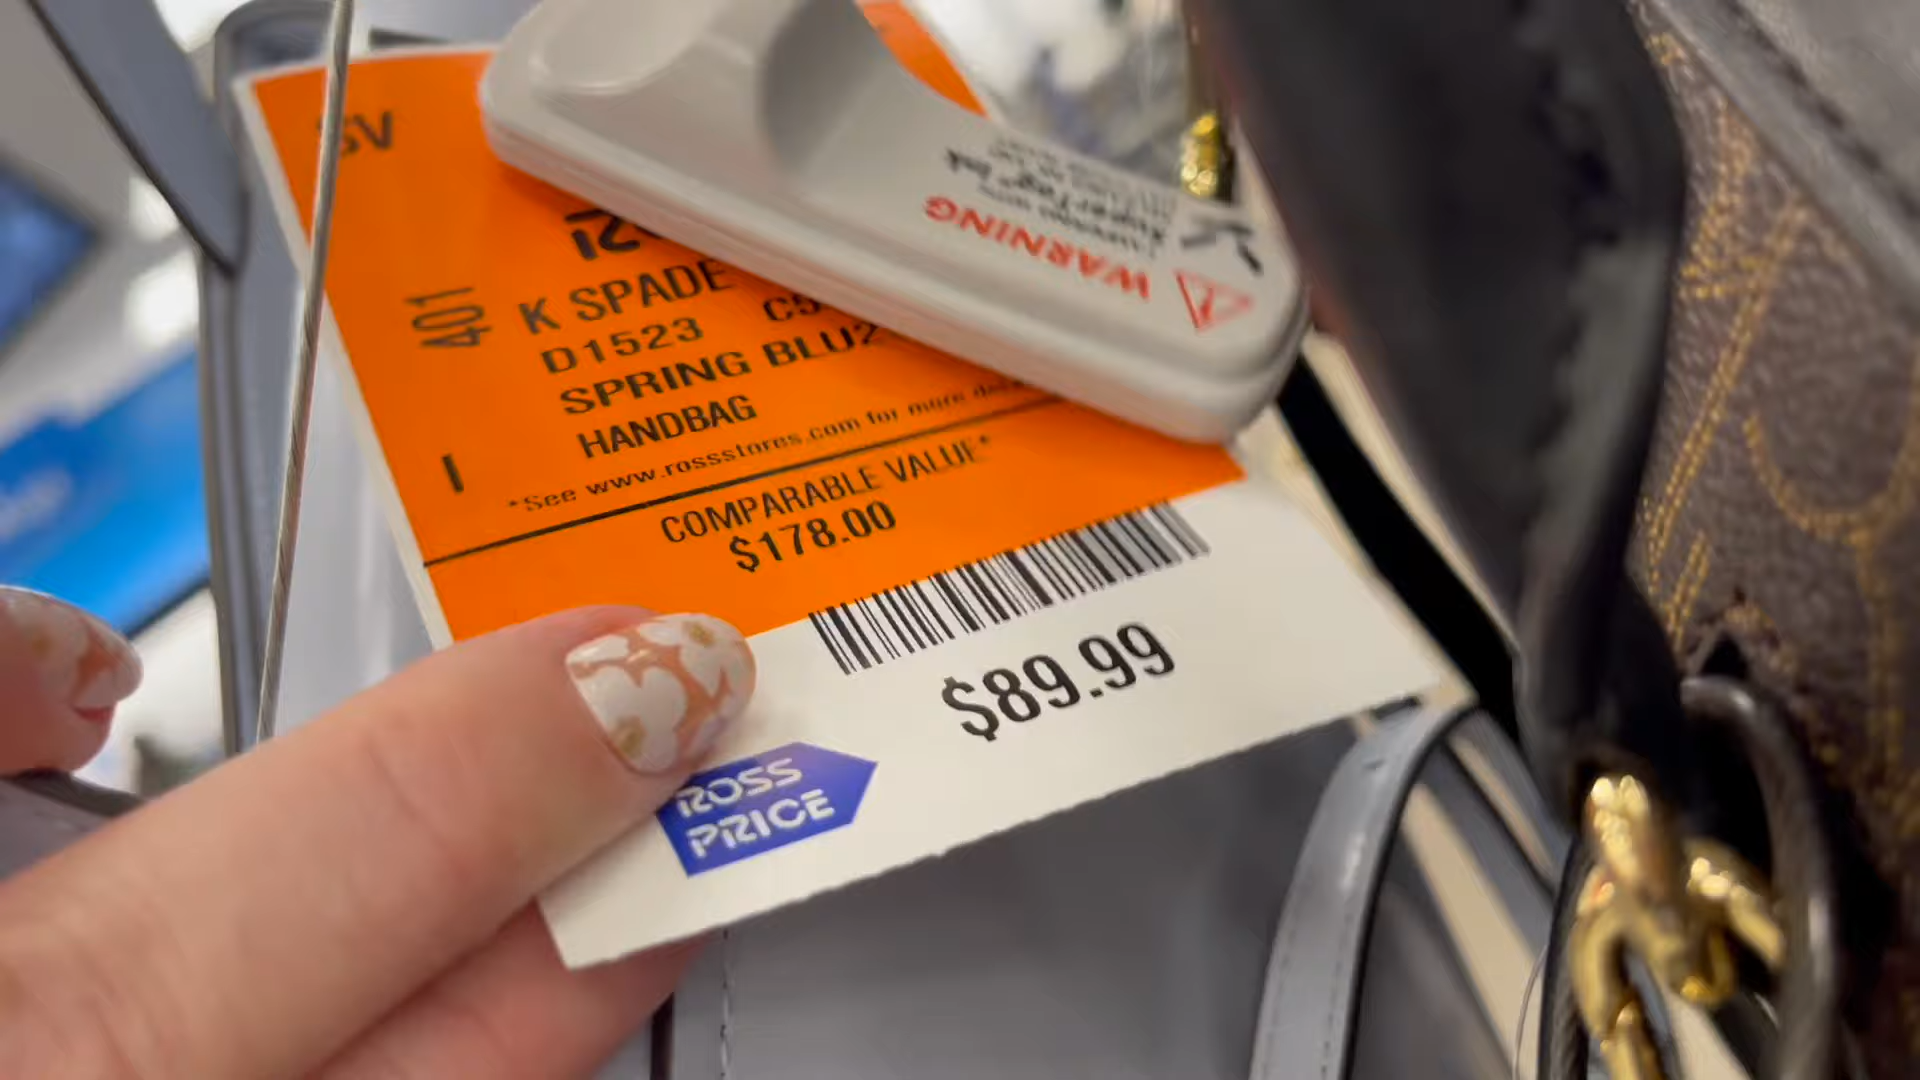 SV
401
I
K SPADE
D1523
SPRING BLU
HANDBAG
*See www.rossstores.com for more
COMPARABLE VALUE*
$178.00
$89.99
ROSS
PRICE
WARNING